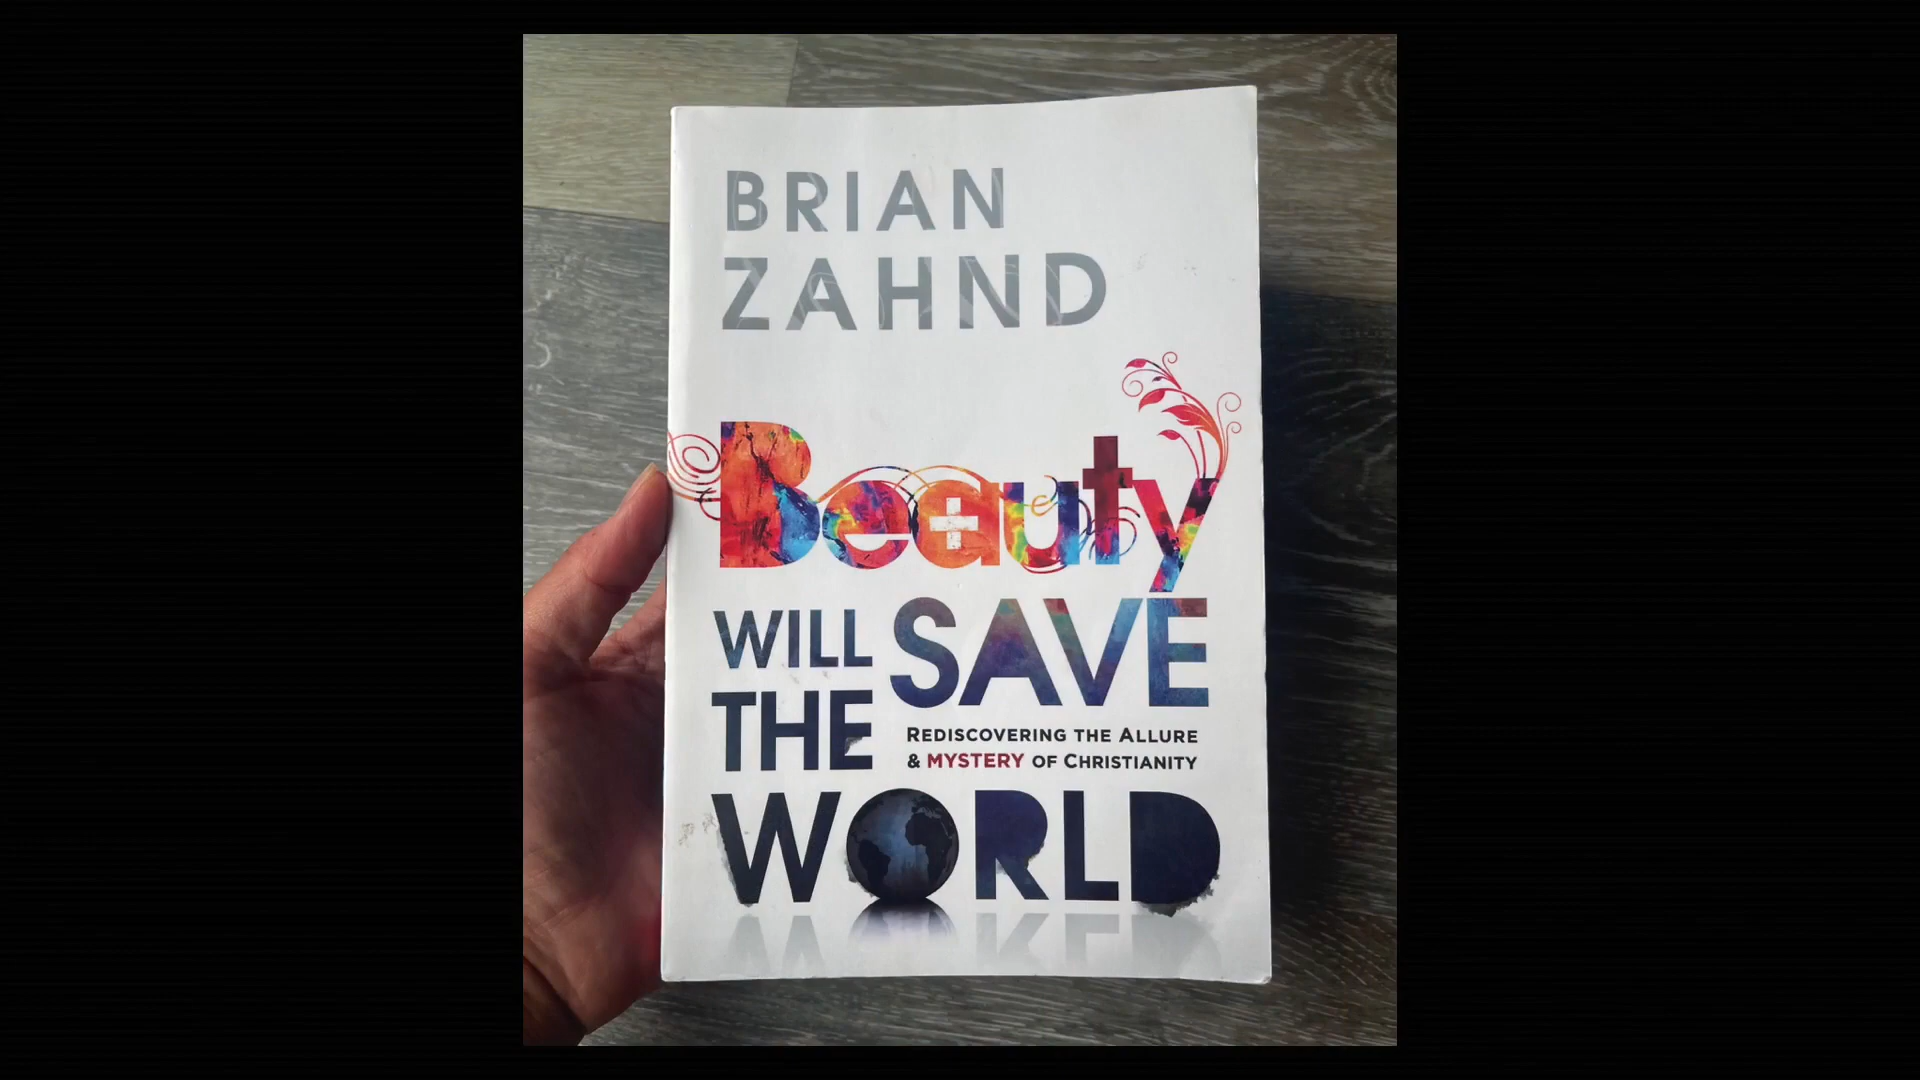 BRIAN
ZAHND
Beauty
WILL SAVE
THE
REDISCOVERING THE ALLURE
& MYSTERY OF CHRISTIANITY
WORLD